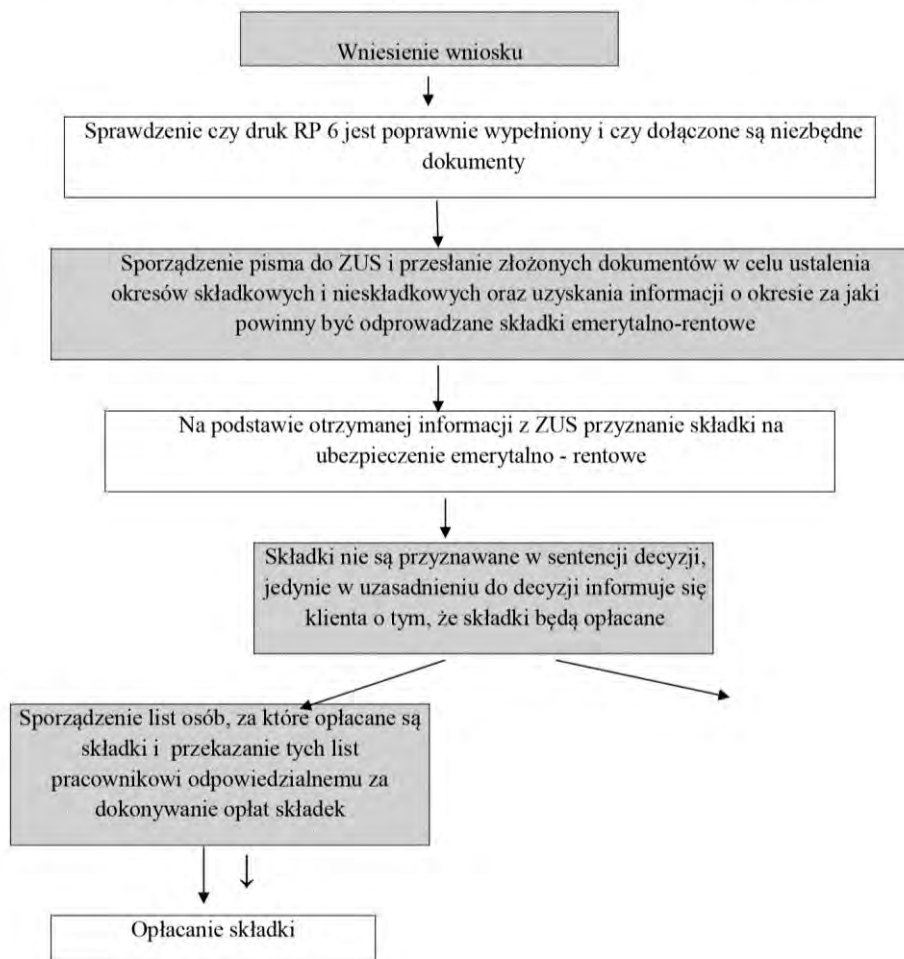 Wniesienie wniosku
Sprawdzenie czy druk RP 6 jest poprawnie wypełniony i czy dołączone są niezbędne
dokumenty
Sporządzenie pisma do ZUS i przesłanie złożonych dokumentów w celu ustalenia
okresów składkowych i nieskładkowych oraz uzyskania informacji o okresie za jaki
powinny być odprowadzane składki emerytalno-rentowe
Na podstawie otrzymanej informacji z ZUS przyznanie składki na
ubezpieczenie emerytalno - rentowe
Składki nie są przyznawane w sentencji decyzji,
jedynie w uzasadnieniu do decyzji informuje się
klienta o tym, że składki będą opłacane
Sporządzenie list osób, za które opłacane są
składki i przekazanie tych list
pracownikowi odpowiedzialnemu za
dokonywanie opłat składek
Opłacanie składki